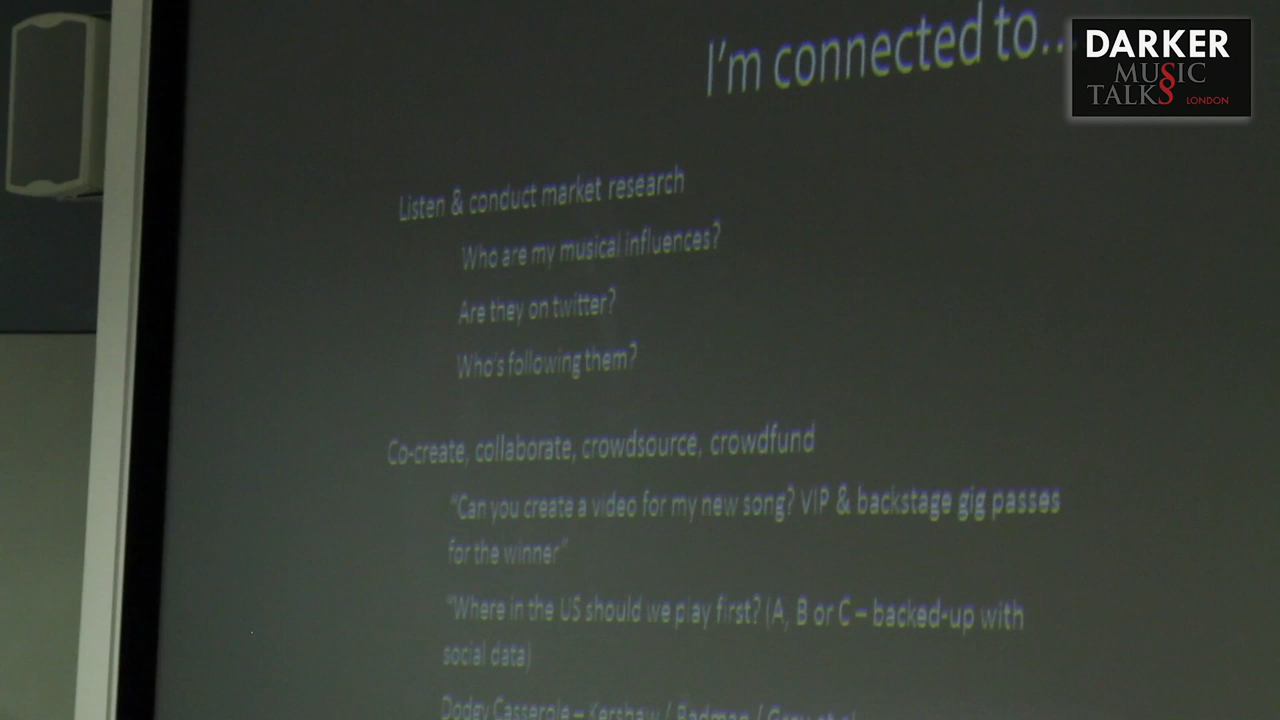 I'm connected to...
DARKER
MUSIC
TALKS LONDON
Listen & conduct market research
Who are my musical influences?
Are they on twitter?
Who's following them?
Co-create, collaborate, crowdsource, crowdfund
"Can you create a video for my new song? VIP & backstage gig passes
for the winner"
"Where in the US should we play first? (A, B or C – backed-up with
social data)
Dodgy Casserole – Kershaw / Badman /